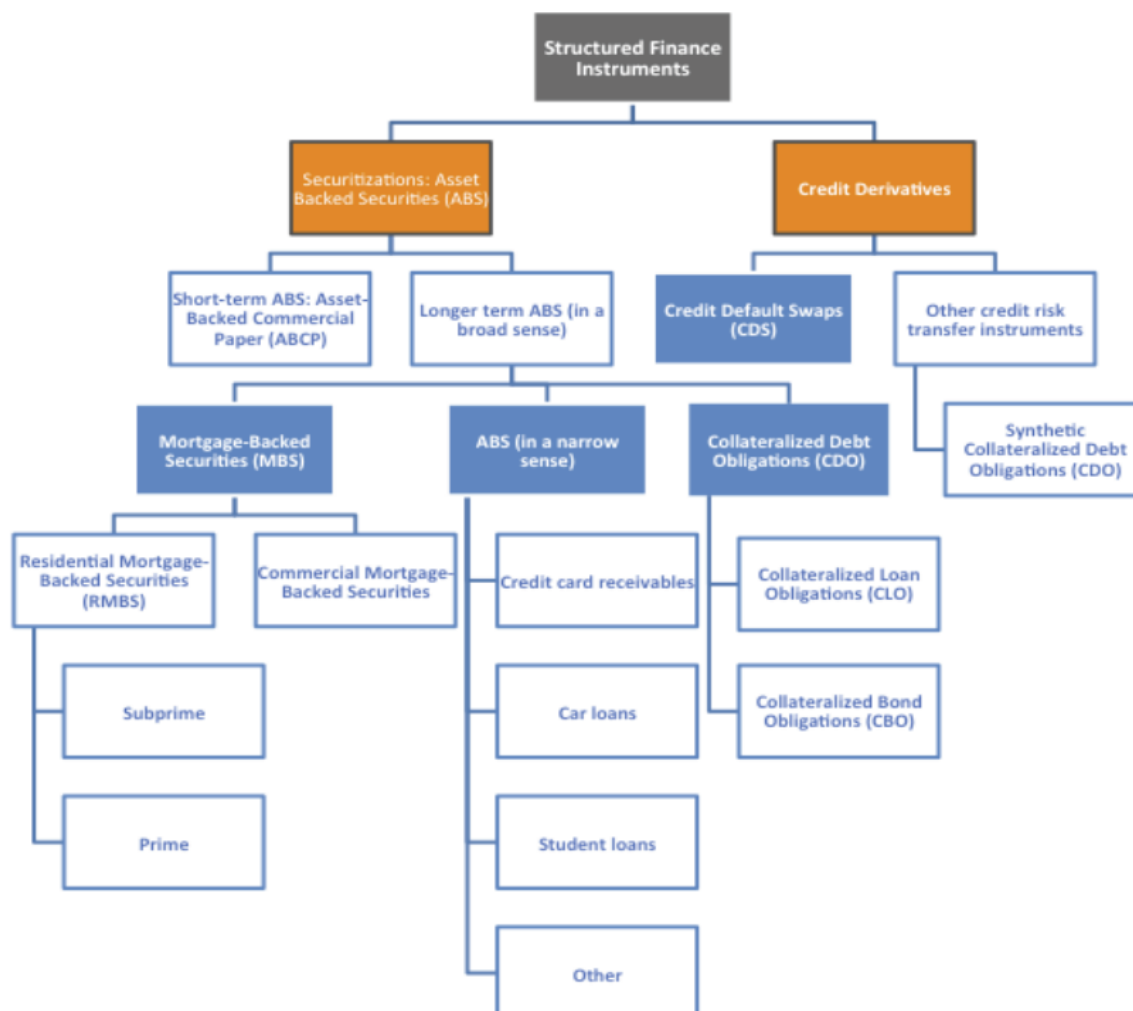 Structured Finance
Instruments
Securitizations: Asset
Backed Securities (ABS)
Credit Derivatives
Short-term ABS: Asset-
Backed Commercial
Paper (ABCP)
Longer term ABS (in a
broad sense)
Credit Default Swaps
(CDS)
Other credit risk
transfer instruments
Mortgage-Backed
Securities (MBS)
ABS (in a narrow
sense)
Collateralized Debt
Obligations (CDO)
Synthetic
Collateralized Debt
Obligations (CDO)
Residential Mortgage-
Backed Securities
(RMBS)
Commercial Mortgage-
Backed Securities
Credit card receivables
Collateralized Loan
Obligations (CLO)
Subprime
Car loans
Collateralized Bond
Obligations (CBO)
Prime
Student loans
Other